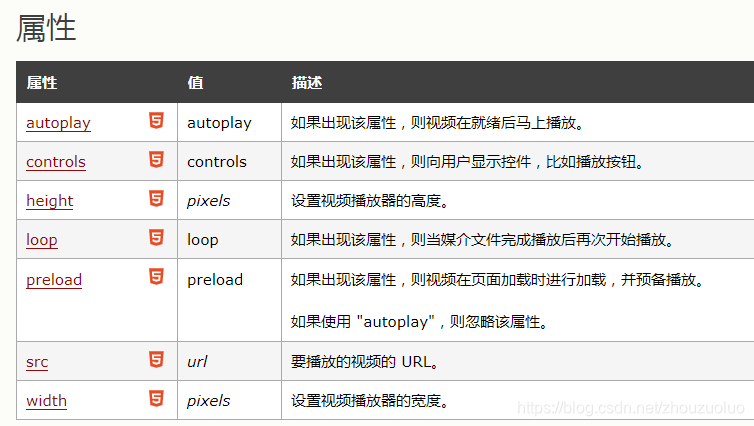 属性
属性 值 描述
autoplay 5 autoplay 如果出现该属性，则视频在就绪后马上播放。
controls 5 controls 如果出现该属性，则向用户显示控件，比如播放按钮。
height 5 pixels 设置视频播放器的高度。
loop 5 loop 如果出现该属性，则当媒介文件完成播放后再次开始播放。
preload 5 preload 如果出现该属性，则视频在页面加载时进行加载，并预备播放。
如果使用 "autoplay"，则忽略该属性。
src 5 url 要播放的视频的 URL。
width 5 pixels 设置视频播放器的宽度。
https://blog.csdn.net/zhouzuoluo